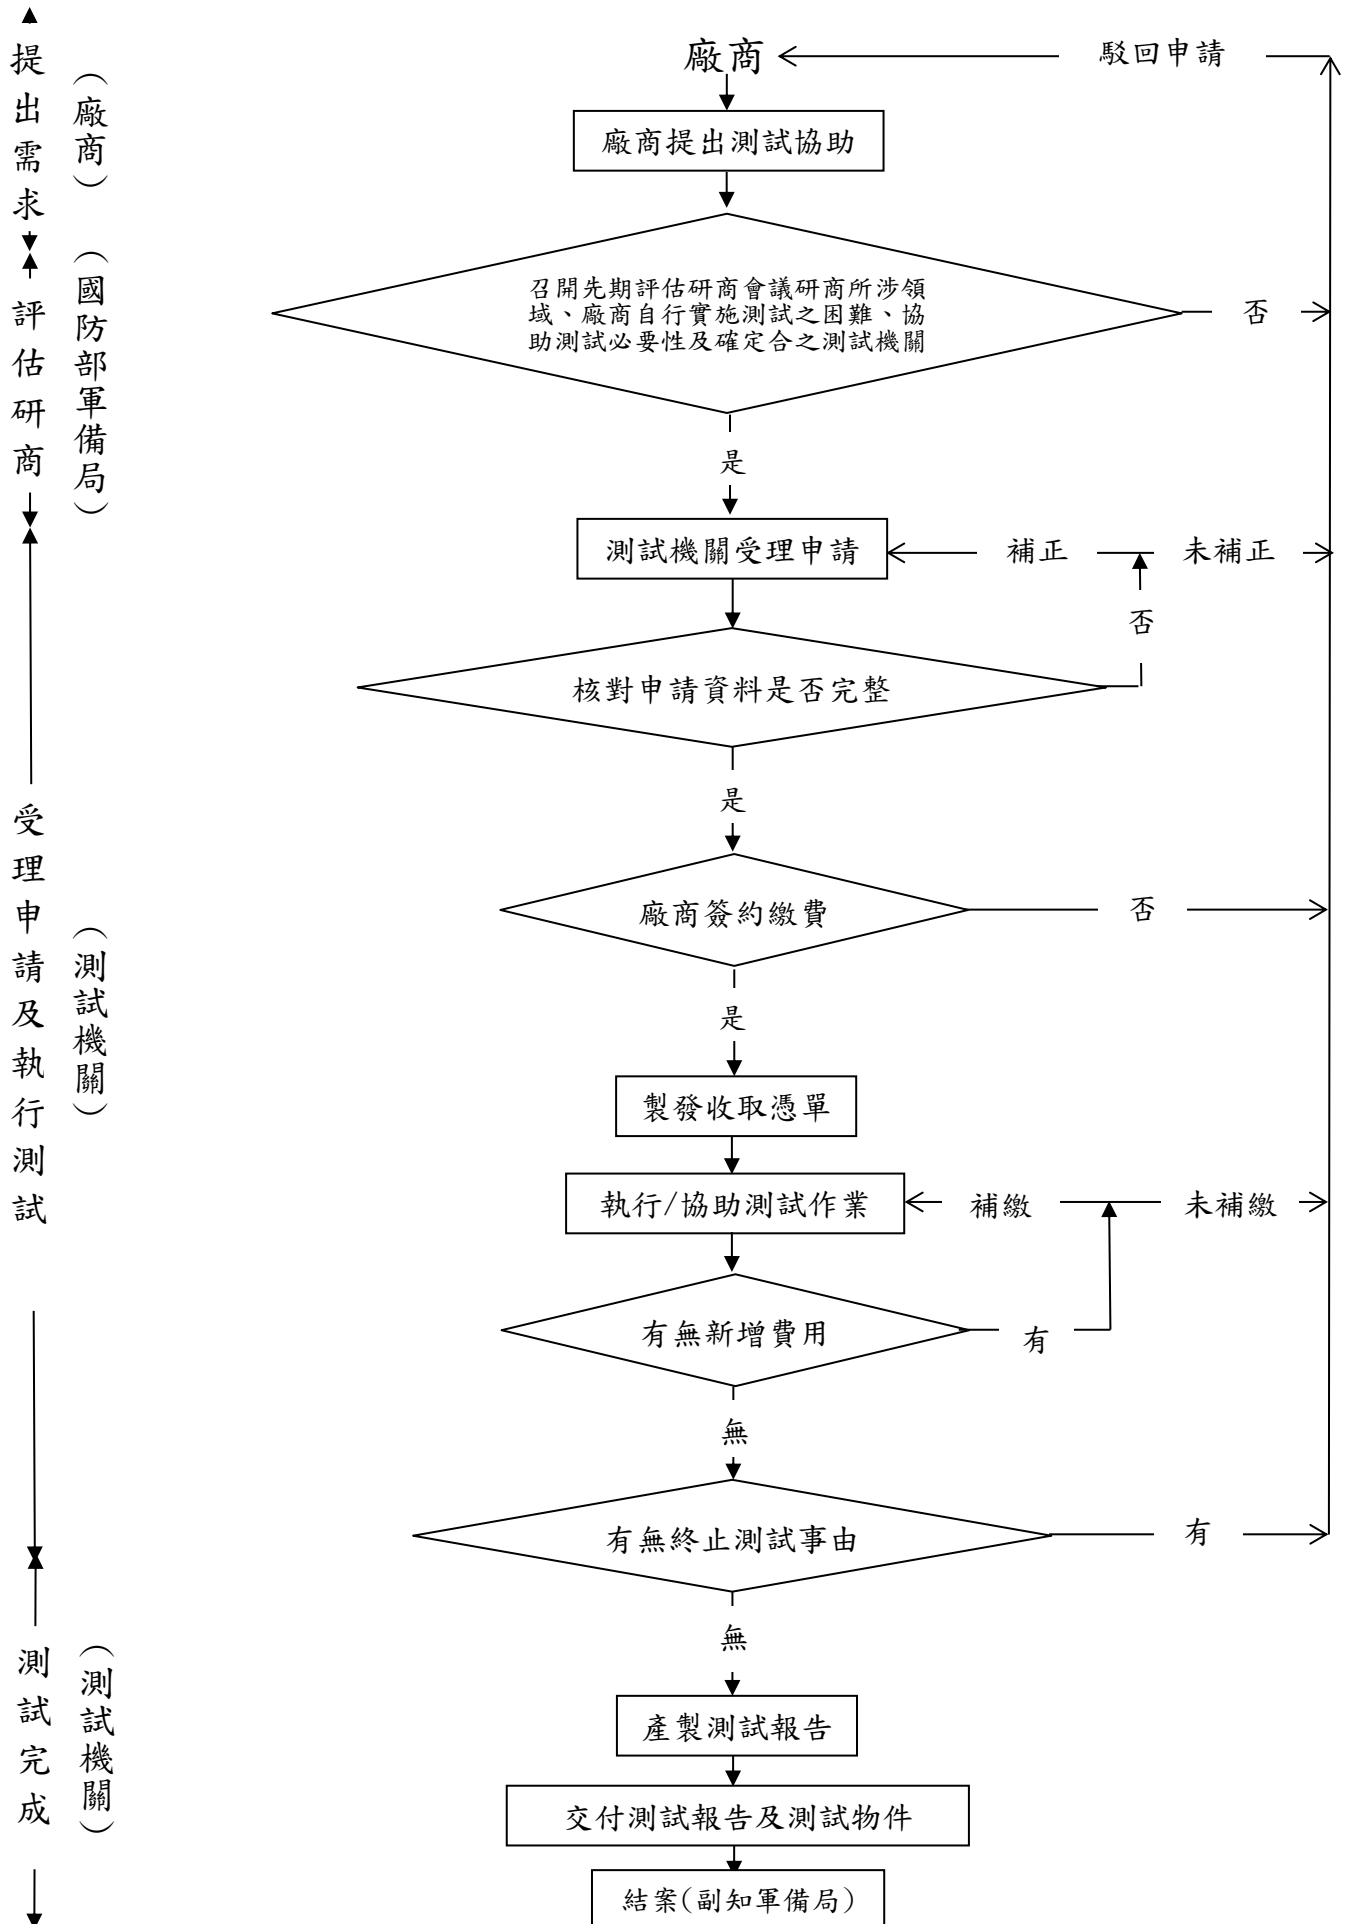 提出需求
（廠商）
評估研商
（國防部軍備局）
受理申請及執行測試
（測試機關）
測試完成
（測試機關）
廠商
駁回申請
廠商提出測試協助
召開先期評估研商會議研商所涉領
域、廠商自行實施測試之困難、協
助測試必要性及確定合之測試機關
否
是
測試機關受理申請
補正
未補正
否
核對申請資料是否完整
是
廠商簽約繳費
否
是
製發收取憑單
執行/協助測試作業
補繳
未補繳
有無新增費用
有
無
有無終止測試事由
有
無
產製測試報告
交付測試報告及測試物件
結案(副知軍備局)